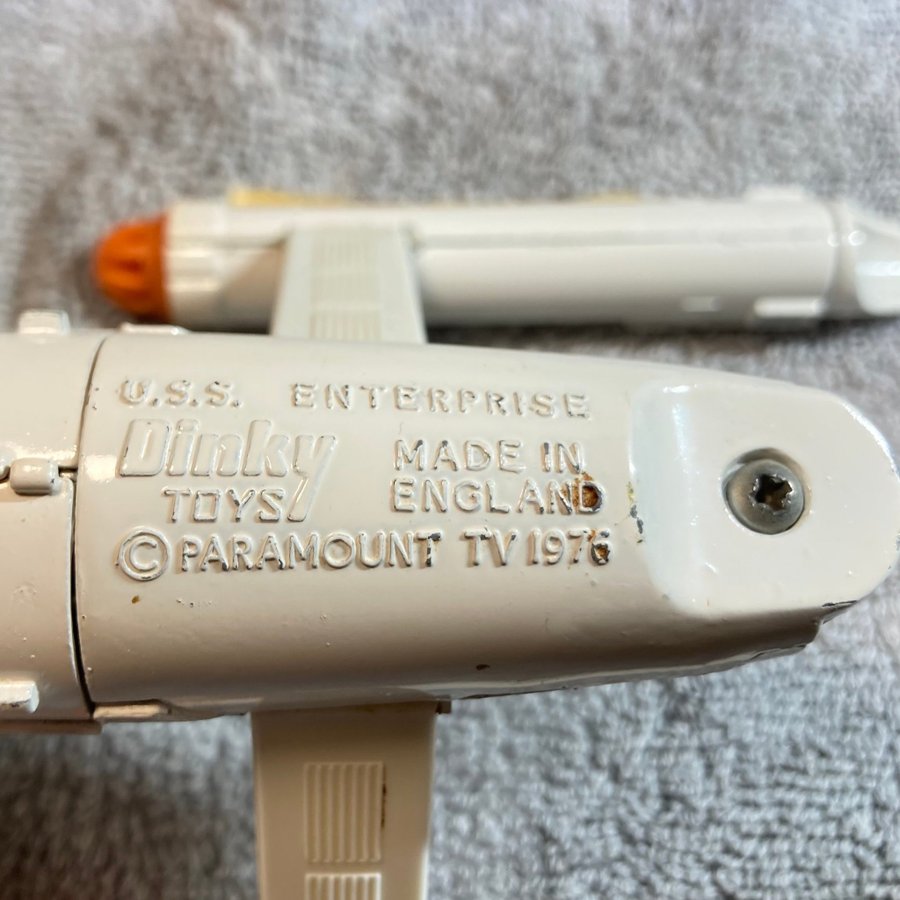 U.S.S. ENTERPRISE
Dinky TOYS
MADE IN ENGLAND
© PARAMOUNT TV 1976